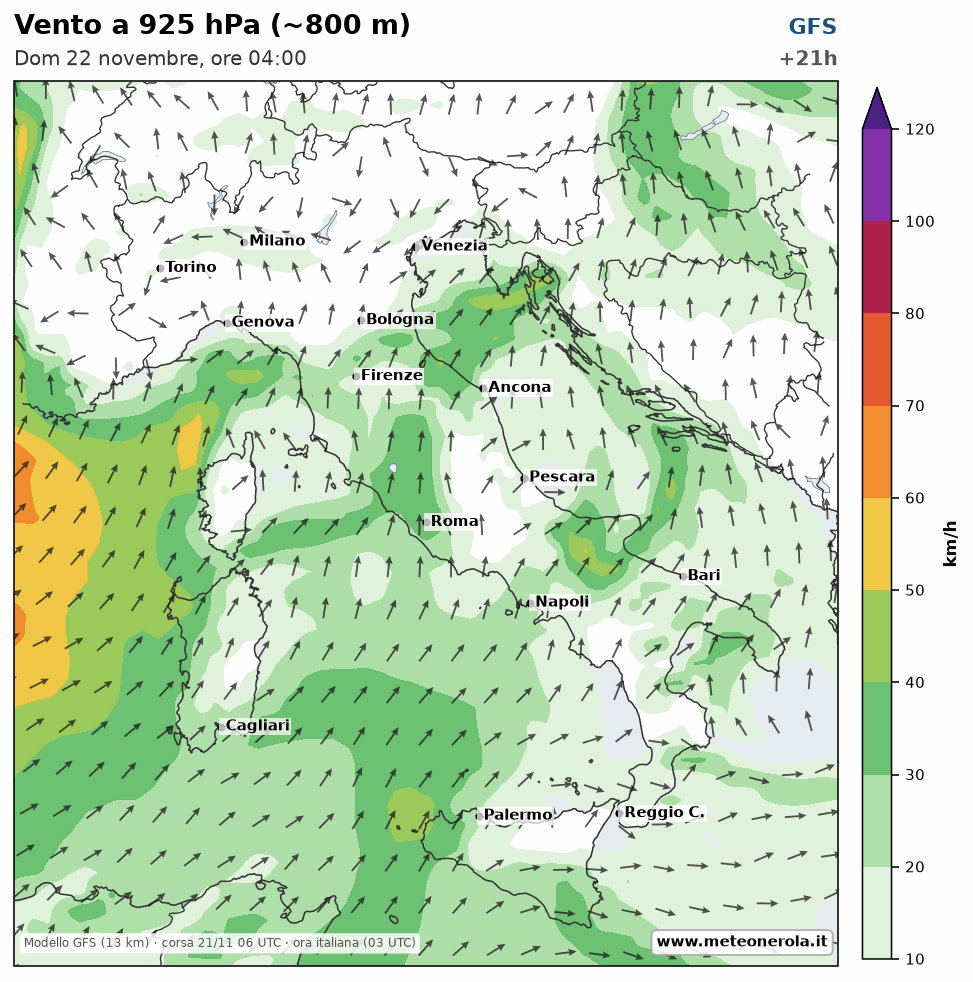 Vento a 925 hPa (~800 m)
GFS
Dom 22 novembre, ore 04:00
+21h
Milano
Venezia
Torino
Genova
Bologna
Firenze
Ancona
Pescara
Roma
Bari
Napoli
Cagliari
Palermo
Reggio C.
120
100
80
70
60
50
40
30
20
10
km/h
Modello GFS (13 km) · corsa 21/11 06 UTC · ora italiana (03 UTC)
www.meteonerola.it